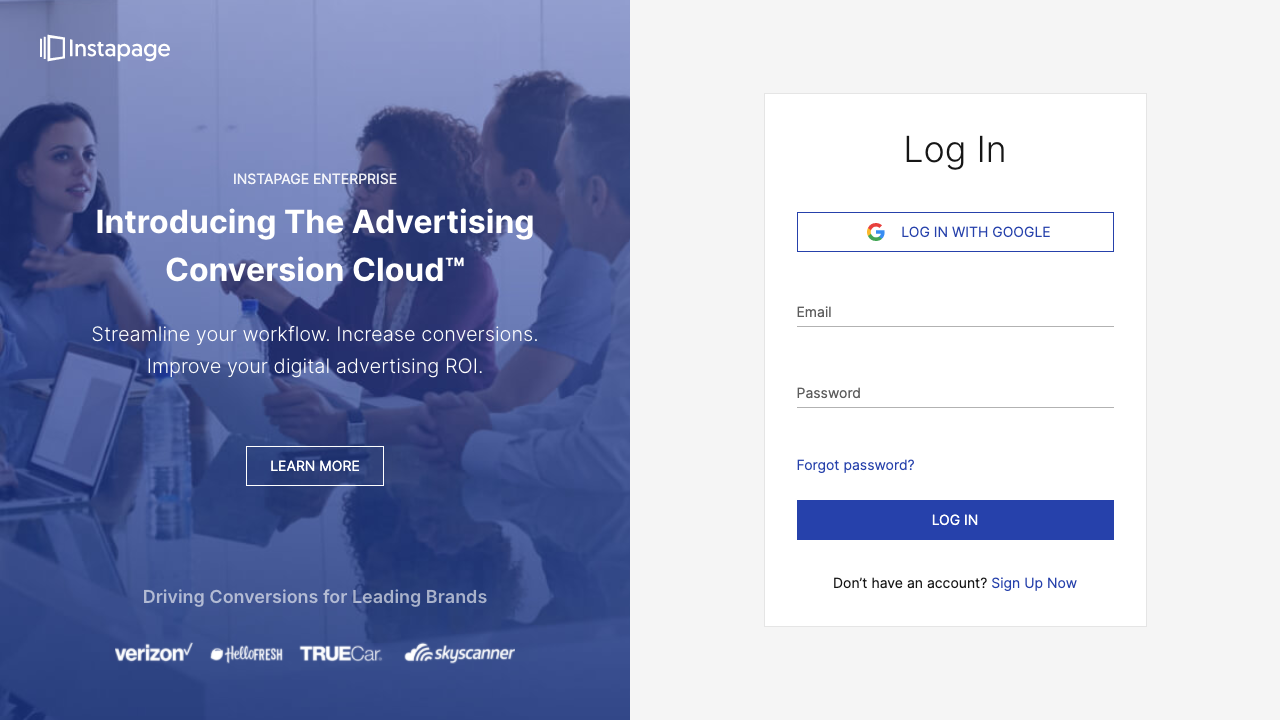 Instapage
INSTAPAGE ENTERPRISE
Introducing The Advertising
Conversion Cloud™
Streamline your workflow. Increase conversions.
Improve your digital advertising ROI.
LEARN MORE
Driving Conversions for Leading Brands
verizon HelloFRESH TRUECar. skyscanner
Log In
LOG IN WITH GOOGLE
Email
Password
Forgot password?
LOG IN
Don’t have an account? Sign Up Now